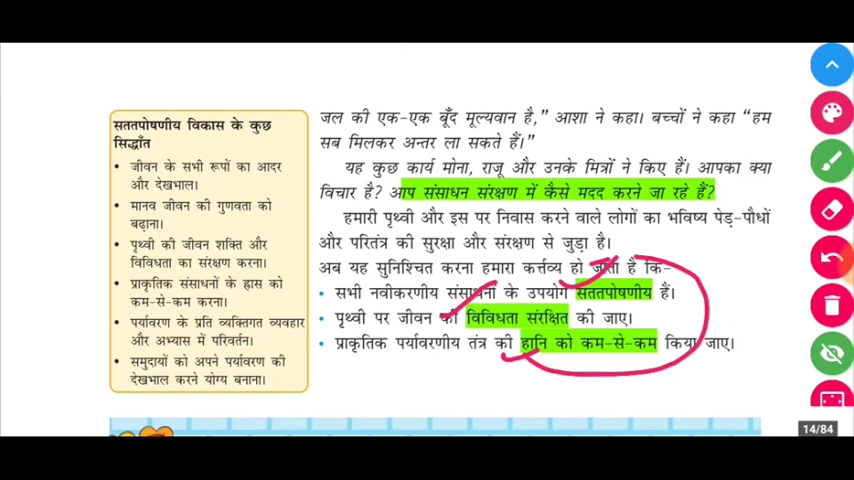 सततपोषणीय विकास के कुछ
सिद्धाँत
• जीवन के सभी रूपों का आदर
और देखभाल।
• मानव जीवन की गुणवता को
बढ़ाना।
• पृथ्वी की जीवन शक्ति और
विविधता का संरक्षण करना।
• प्राकृतिक संसाधनों के ह्रास को
कम-से-कम करना।
• पर्यावरण के प्रति व्यक्तिगत व्यवहार
और अभ्यास में परिवर्तन।
• समुदायों को अपने पर्यावरण की
देखभाल करने योग्य बनाना।
जल की एक-एक बूँद मूल्यवान है,” आशा ने कहा। बच्चों ने कहा “हम
सब मिलकर अन्तर ला सकते हैं।”
यह कुछ कार्य मोना, राजू और उनके मित्रों ने किए हैं। आपका क्या
विचार है? आप संसाधन संरक्षण में कैसे मदद करने जा रहे हैं?
हमारी पृथ्वी और इस पर निवास करने वाले लोगों का भविष्य पेड़-पौधों
और परितंत्र की सुरक्षा और संरक्षण से जुड़ा है।
अब यह सुनिश्चित करना हमारा कर्त्तव्य हो जाता है कि–
• सभी नवीकरणीय संसाधनों के उपयोग सततपोषणीय हैं।
• पृथ्वी पर जीवन की विविधता संरक्षित की जाए।
• प्राकृतिक पर्यावरणीय तंत्र की हानि को कम-से-कम किया जाए।
14/84